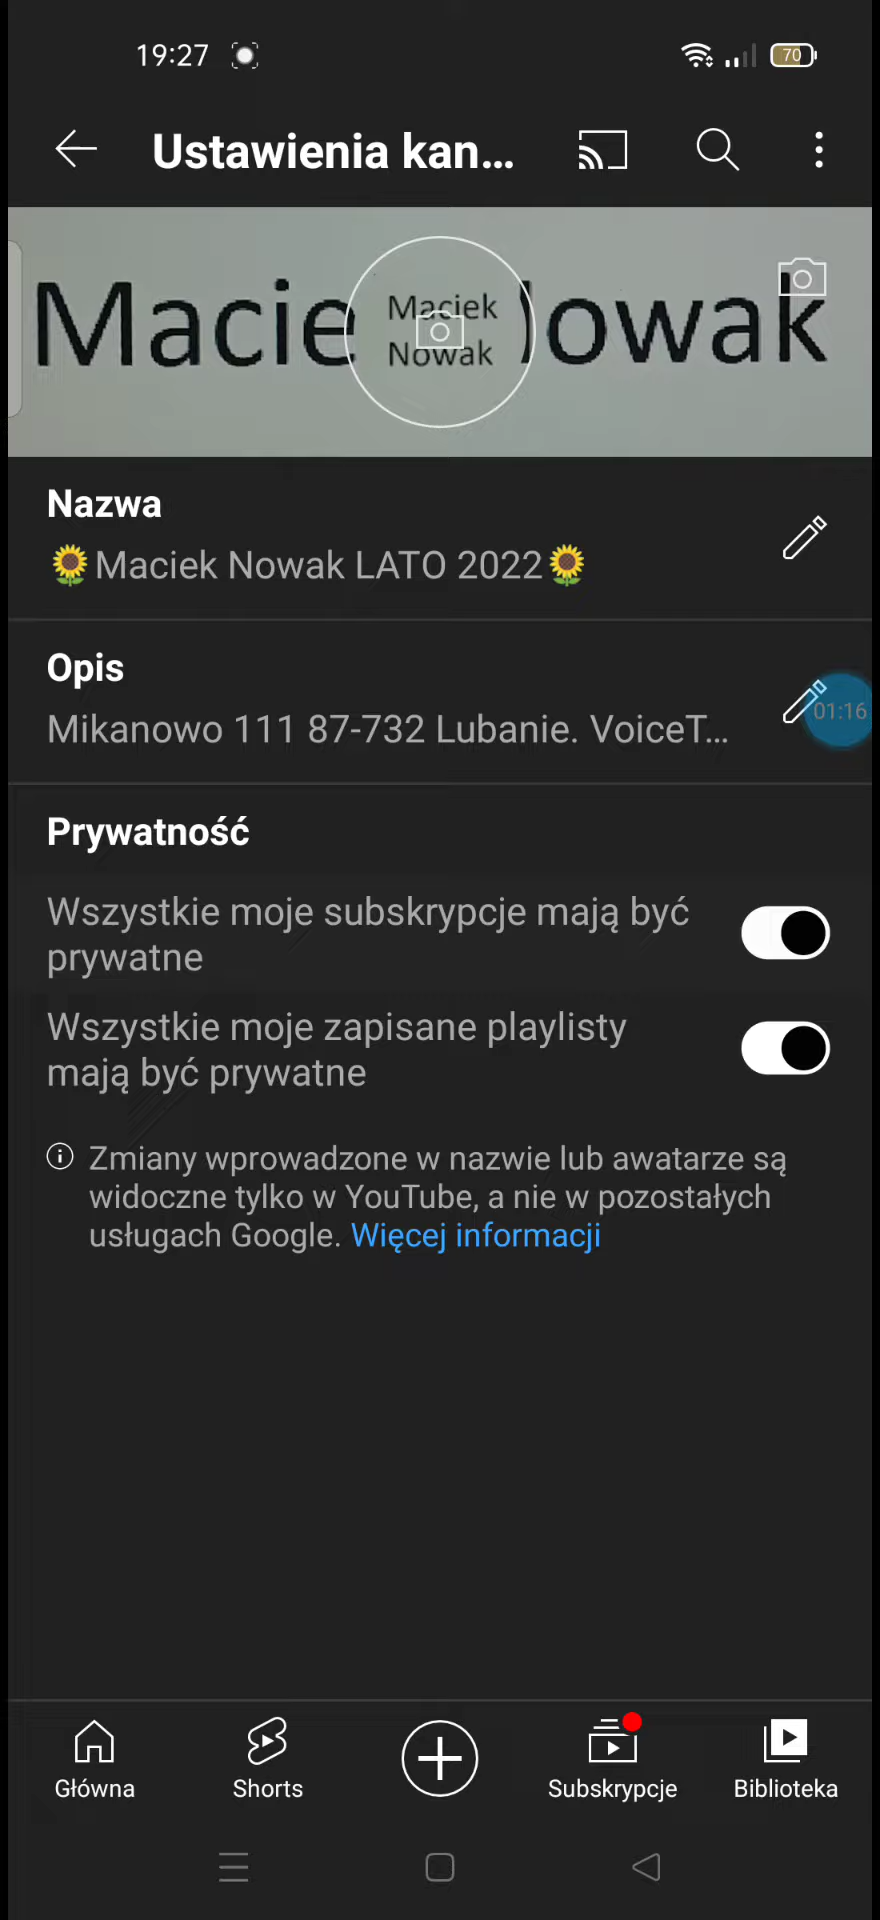 19:27
70
Ustawienia kan...
Macie
Maciek
Nowak
owak
Nazwa
🌻Maciek Nowak LATO 2022🌻
Opis
Mikanowo 111 87-732 Lubanie. VoiceT...
01:16
Prywatność
Wszystkie moje subskrypcje mają być
prywatne
Wszystkie moje zapisane playlisty
mają być prywatne
Zmiany wprowadzone w nazwie lub awatarze są
widoczne tylko w YouTube, a nie w pozostałych
usługach Google. Więcej informacji
Główna
Shorts
Subskrypcje
Biblioteka